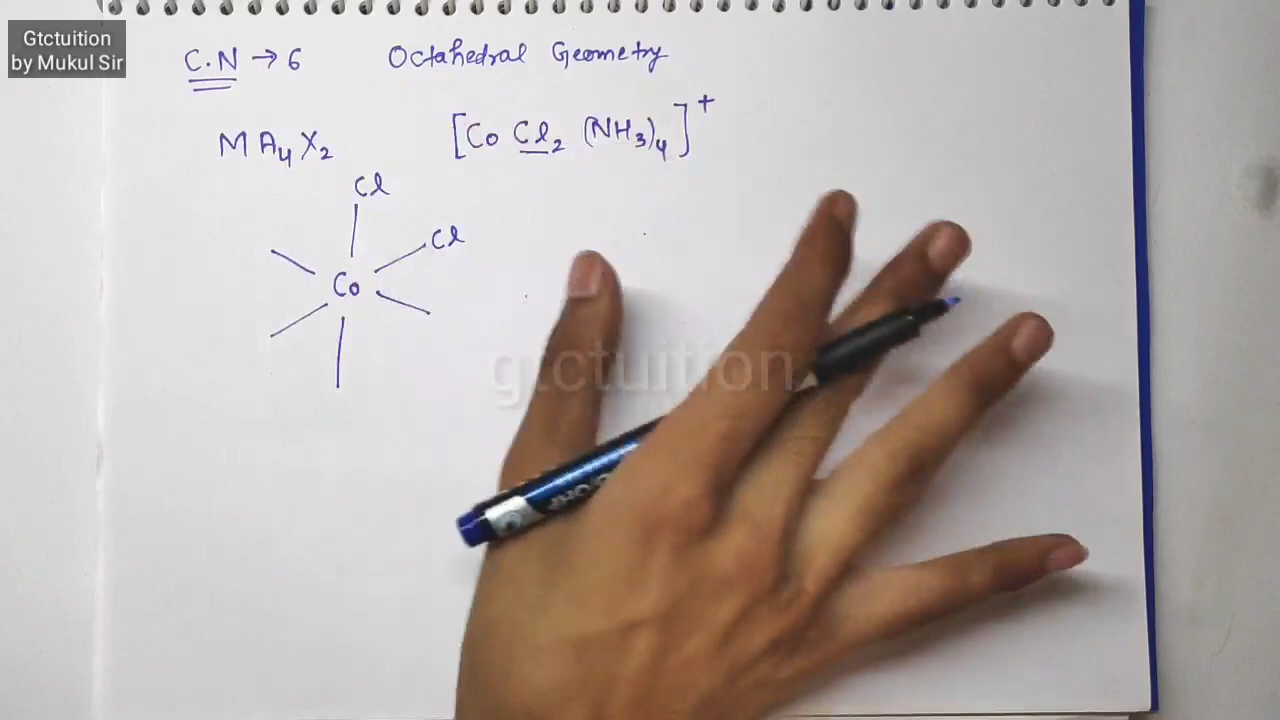 Gtctuition
by Mukul Sir
C.N → 6 Octahedral Geometry
MA₄X₂ [Co Cl₂ (NH₃)₄]⁺
Cl
Cl
Co
gtctuition